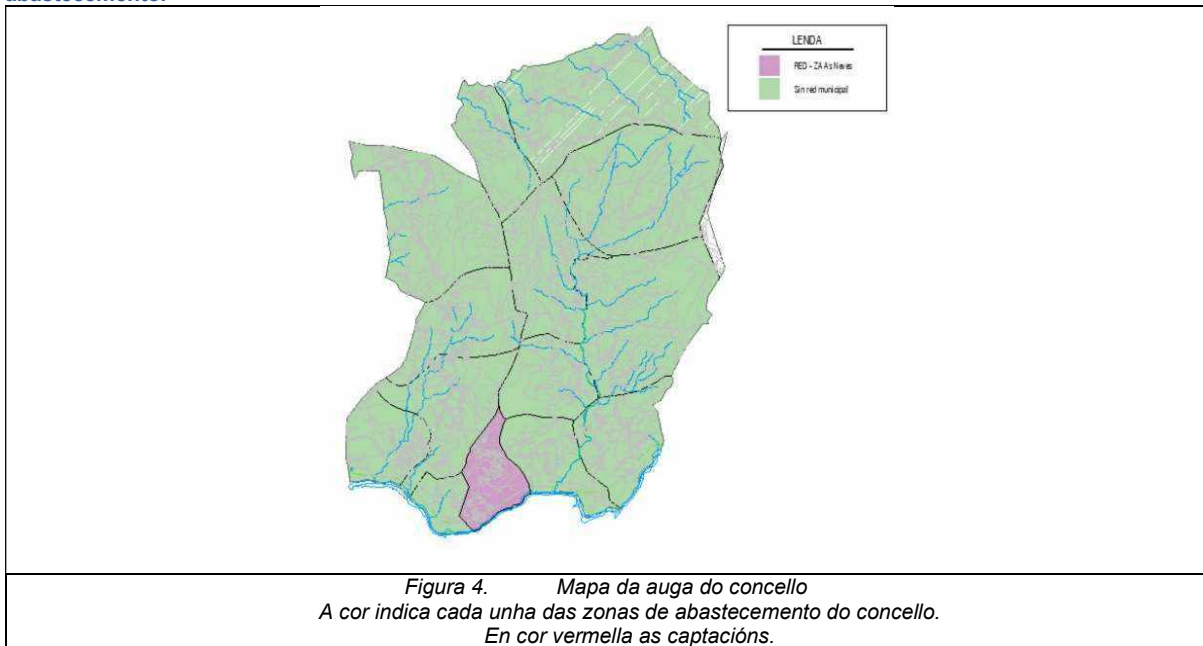 abastecemento.
LENDA
RED - ZA As Neves
Sin red municipal
Figura 4. Mapa da auga do concello
A cor indica cada unha das zonas de abastecemento do concello.
En cor vermella as captacións.